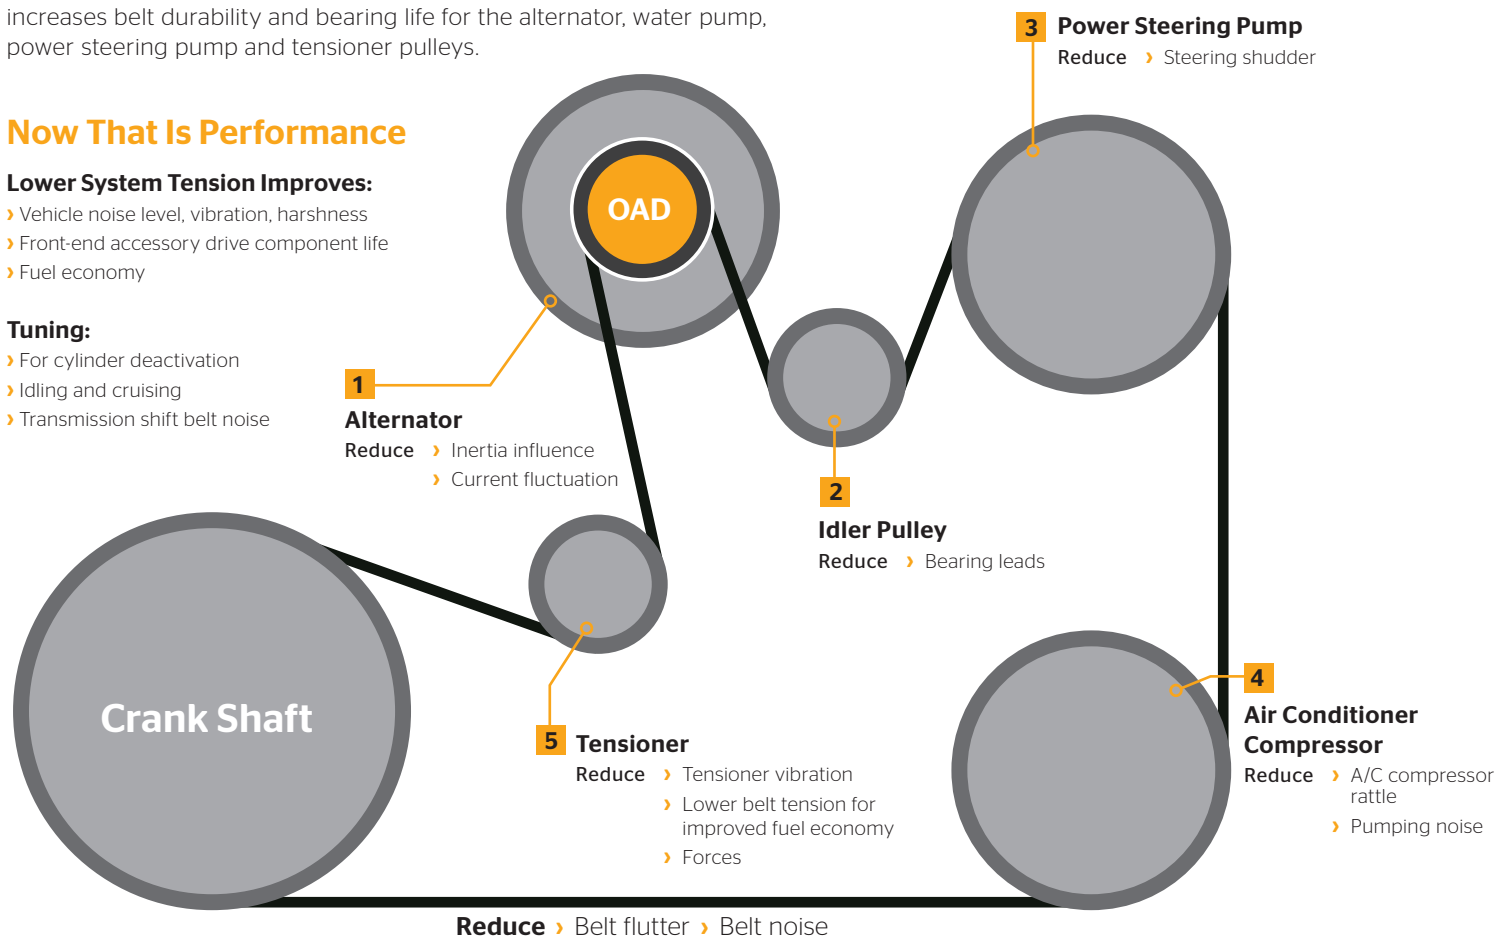 increases belt durability and bearing life for the alternator, water pump,
power steering pump and tensioner pulleys.
Now That Is Performance
Lower System Tension Improves:
› Vehicle noise level, vibration, harshness
› Front-end accessory drive component life
› Fuel economy
Tuning:
› For cylinder deactivation
› Idling and cruising
› Transmission shift belt noise
OAD
1
Alternator
Reduce › Inertia influence
› Current fluctuation
2
Idler Pulley
Reduce › Bearing leads
3 Power Steering Pump
Reduce › Steering shudder
4
Air Conditioner
Compressor
Reduce › A/C compressor
rattle
› Pumping noise
Crank Shaft
5 Tensioner
Reduce › Tensioner vibration
› Lower belt tension for
improved fuel economy
› Forces
Reduce › Belt flutter › Belt noise